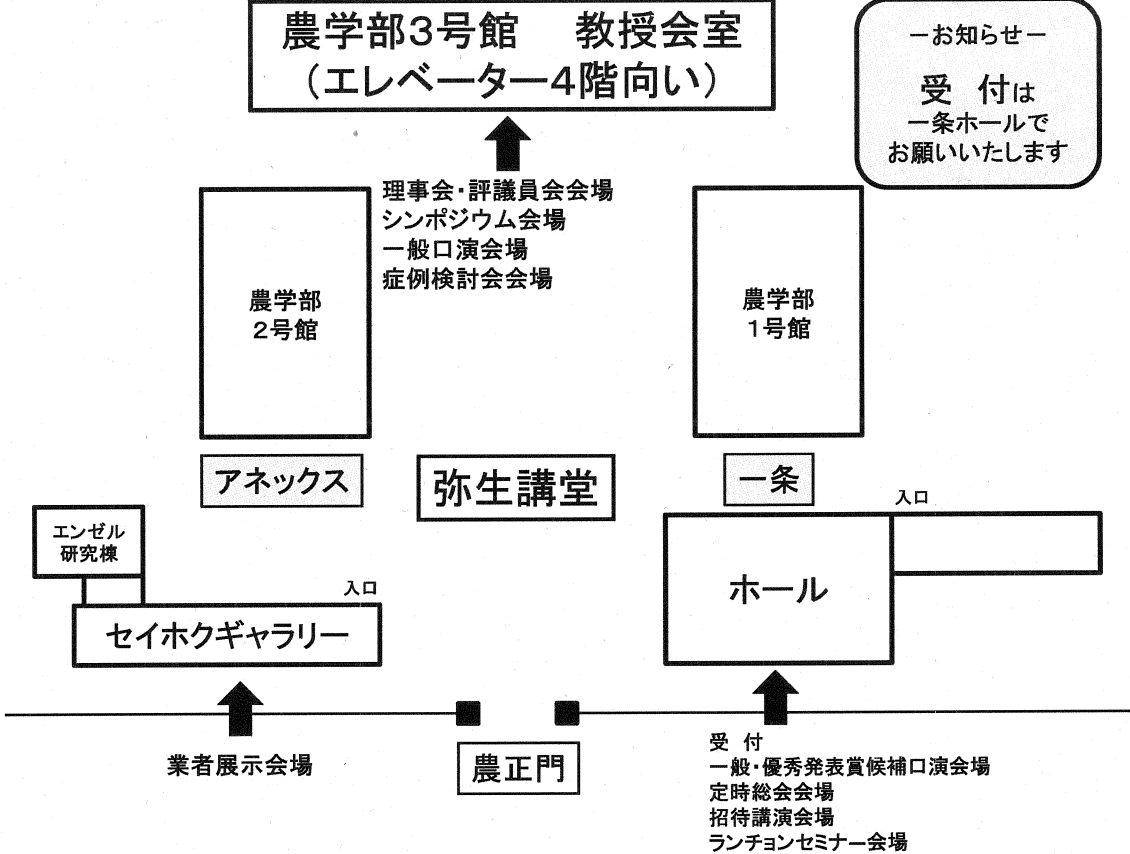 農学部3号館　教授会室
（エレベーター4階向い）
－お知らせ－
受　付は
一条ホールで
お願いいたします
理事会・評議員会会場
シンポジウム会場
一般口演会場
症例検討会会場
農学部
2号館
農学部
1号館
アネックス
弥生講堂
一条
入口
エンゼル
研究棟
入口
セイホクギャラリー
ホール
業者展示会場
農正門
受　付
一般・優秀発表賞候補口演会場
定時総会会場
招待講演会場
ランチョンセミナー会場